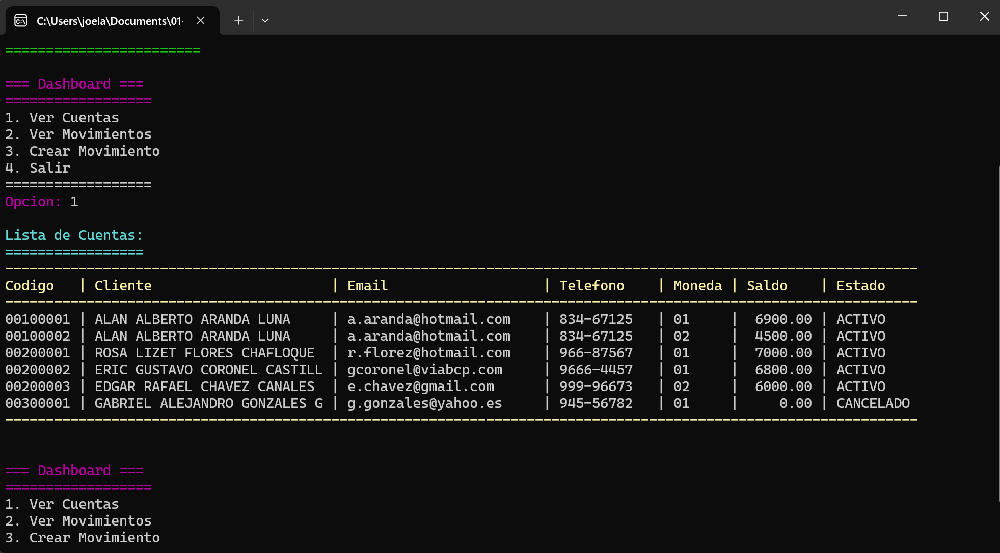 C:\Users\joela\Documents\01-
========================
=== Dashboard ===
==================
1. Ver Cuentas
2. Ver Movimientos
3. Crear Movimiento
4. Salir
==================
Opcion: 1
Lista de Cuentas:
=================
----------------------------------------------------------------------------------------------------------------
Codigo   | Cliente                      | Email                   | Telefono    | Moneda | Saldo    | Estado
----------------------------------------------------------------------------------------------------------------
00100001 | ALAN ALBERTO ARANDA LUNA     | a.aranda@hotmail.com    | 834-67125   | 01     |  6900.00 | ACTIVO
00100002 | ALAN ALBERTO ARANDA LUNA     | a.aranda@hotmail.com    | 834-67125   | 02     |  4500.00 | ACTIVO
00200001 | ROSA LIZET FLORES CHAFLOQUE  | r.florez@hotmail.com    | 966-87567   | 01     |  7000.00 | ACTIVO
00200002 | ERIC GUSTAVO CORONEL CASTILL | gcoronel@viabcp.com     | 9666-4457   | 01     |  6800.00 | ACTIVO
00200003 | EDGAR RAFAEL CHAVEZ CANALES  | e.chavez@gmail.com      | 999-96673   | 02     |  6000.00 | ACTIVO
00300001 | GABRIEL ALEJANDRO GONZALES G | g.gonzales@yahoo.es     | 945-56782   | 01     |     0.00 | CANCELADO
----------------------------------------------------------------------------------------------------------------
=== Dashboard ===
==================
1. Ver Cuentas
2. Ver Movimientos
3. Crear Movimiento